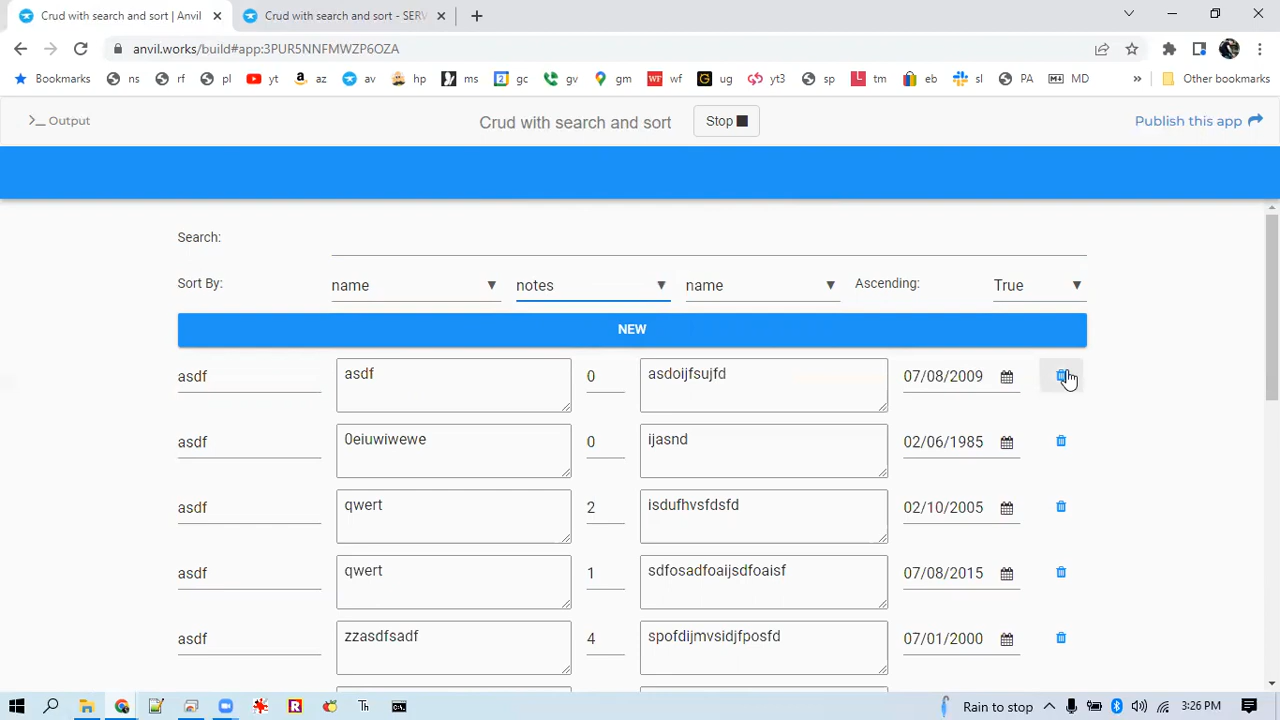 Crud with search and sort | Anvil
Crud with search and sort - SERV
anvil.works/build#app:3PUR5NNFMWZP6OZA
Bookmarks ns rf pl yt az av hp ms gc gv gm wf ug yt3 sp tm eb sl PA MD » Other bookmarks
>_ Output
Crud with search and sort
Stop
Publish this app
Search:
Sort By: name notes name Ascending: True
NEW
asdf asdf 0 asdoijfsujfd 07/08/2009
asdf 0eiuwiwewe 0 ijasnd 02/06/1985
asdf qwert 2 isdufhvsfdsfd 02/10/2005
asdf qwert 1 sdfosadfoaijsdfoaisf 07/08/2015
asdf zzasdfsadf 4 spofdijmvsidjfposfd 07/01/2000
R Th Rain to stop 3:26 PM